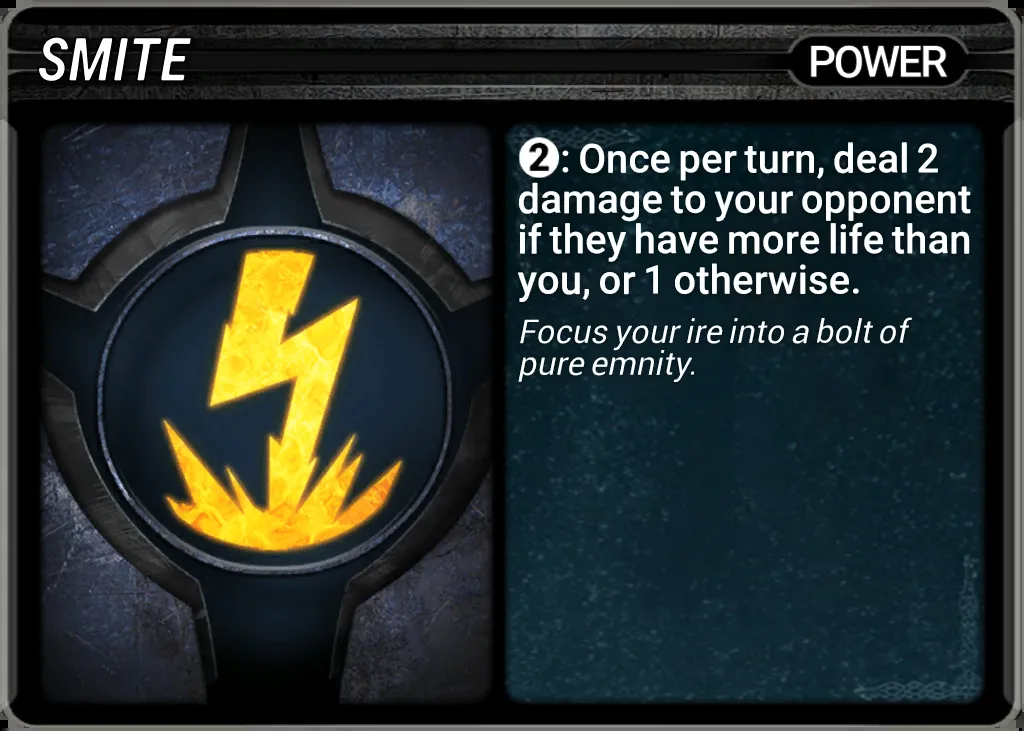 SMITE
POWER
2: Once per turn, deal 2
damage to your opponent
if they have more life than
you, or 1 otherwise.
Focus your ire into a bolt of
pure emnity.